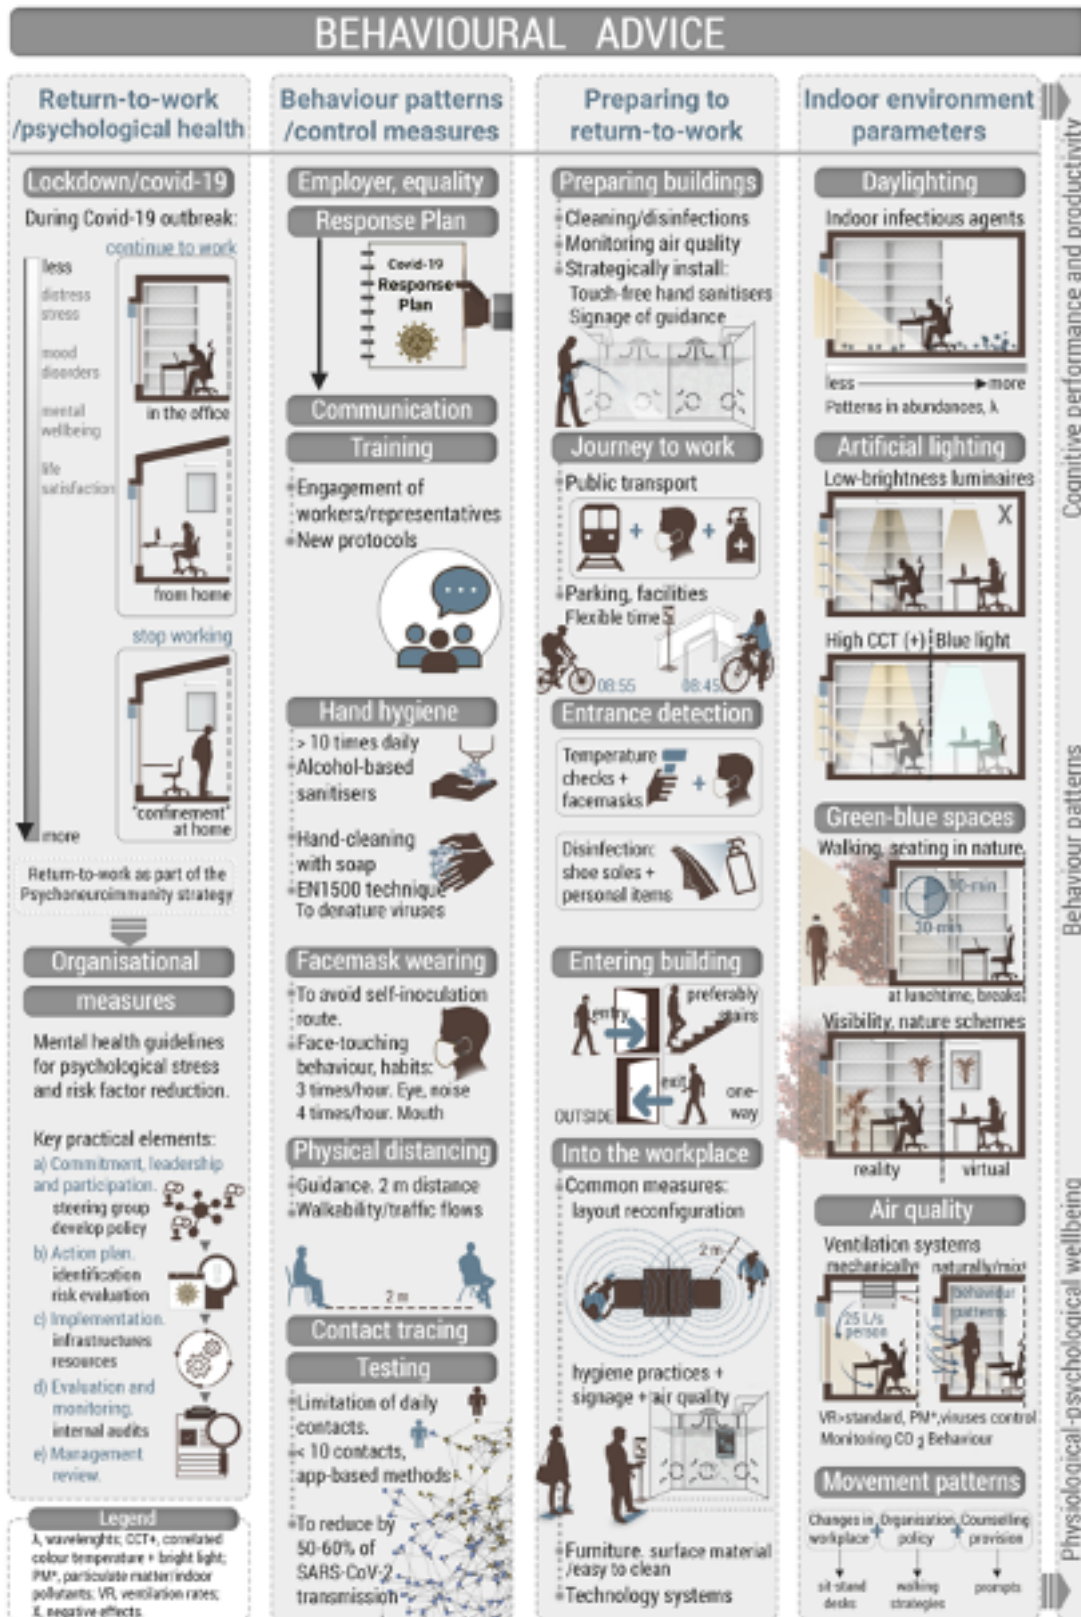 BEHAVIOURAL ADVICE
Return-to-work
/psychological health
Lockdown/covid-19
During Covid-19 outbreak:
continue to work
less
distress
stress
mood
disorders
mental
wellbeing
life
satisfaction
in the office
from home
stop working
"confinement"
at home
more
Return-to-work as part of the
Psychoneuroimmunity strategy
Organisational
measures
Mental health guidelines
for psychological stress
and risk factor reduction.
Key practical elements:
a) Commitment, leadership
and participation.
steering group
develop policy
b) Action plan.
identification
risk evaluation
c) Implementation.
infrastructures
resources
d) Evaluation and
monitoring.
internal audits
e) Management
review.
Legend
λ, wavelenghts; CCT+, correlated
colour temperature + bright light;
PM*, particulate matter/indoor
pollutants; VR, ventilation rates;
X, negative effects.
Behaviour patterns
/control measures
Employer, equality
Response Plan
Covid-19
Response
Plan
Communication
Training
Engagement of
workers/representatives
New protocols
Hand hygiene
> 10 times daily
Alcohol-based
sanitisers
Hand-cleaning
with soap
EN1500 technique
To denature viruses
Facemask wearing
To avoid self-inoculation
route.
Face-touching
behaviour, habits:
3 times/hour. Eye, noise
4 times/hour. Mouth
Physical distancing
Guidance. 2 m distance
Walkability/traffic flows
2 m
Contact tracing
Testing
Limitation of daily
contacts.
< 10 contacts,
app-based methods
To reduce by
50-60% of
SARS-CoV-2
transmission
Preparing to
return-to-work
Preparing buildings
Cleaning/disinfections
Monitoring air quality
Strategically install:
Touch-free hand sanitisers
Signage of guidance
Journey to work
Public transport
+ +
Parking, facilities
Flexible time
08:55 08:45
Entrance detection
Temperature
checks +
facemasks
+
Disinfection:
shoe soles +
personal items
Entering building
entry
preferably
stairs
exit
OUTSIDE
one-
way
Into the workplace
Common measures:
layout reconfiguration
2 m
hygiene practices +
signage + air quality
Furniture, surface material
/easy to clean
Technology systems
Indoor environment
parameters
Daylighting
Indoor infectious agents
less more
Patterns in abundances, λ
Artificial lighting
Low-brightness luminaires
X
High CCT (+) Blue light
Green-blue spaces
Walking, seating in nature
10-min
30-min
at lunchtime, breaks
Visibility, nature schemes
reality virtual
Air quality
Ventilation systems
mechanically naturally/mix
25 L/s
person
behaviour
patterns
VR>standard, PM*,viruses control
Monitoring CO 2 Behaviour
Movement patterns
Changes in
workplace
+
Organisation
policy
+
Counselling
provision
sit-stand
desks
walking
strategies
prompts
Cognitive performance and productivity
Behaviour patterns
Physiological-psychological wellbeing